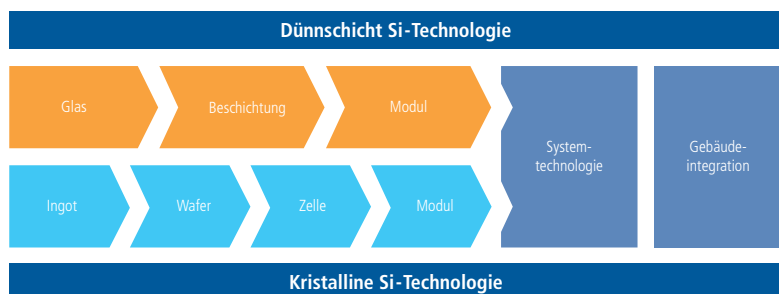 Dünnschicht Si-Technologie
Glas
Beschichtung
Modul
System-
technologie
Gebäude-
integration
Ingot
Wafer
Zelle
Modul
Kristalline Si-Technologie